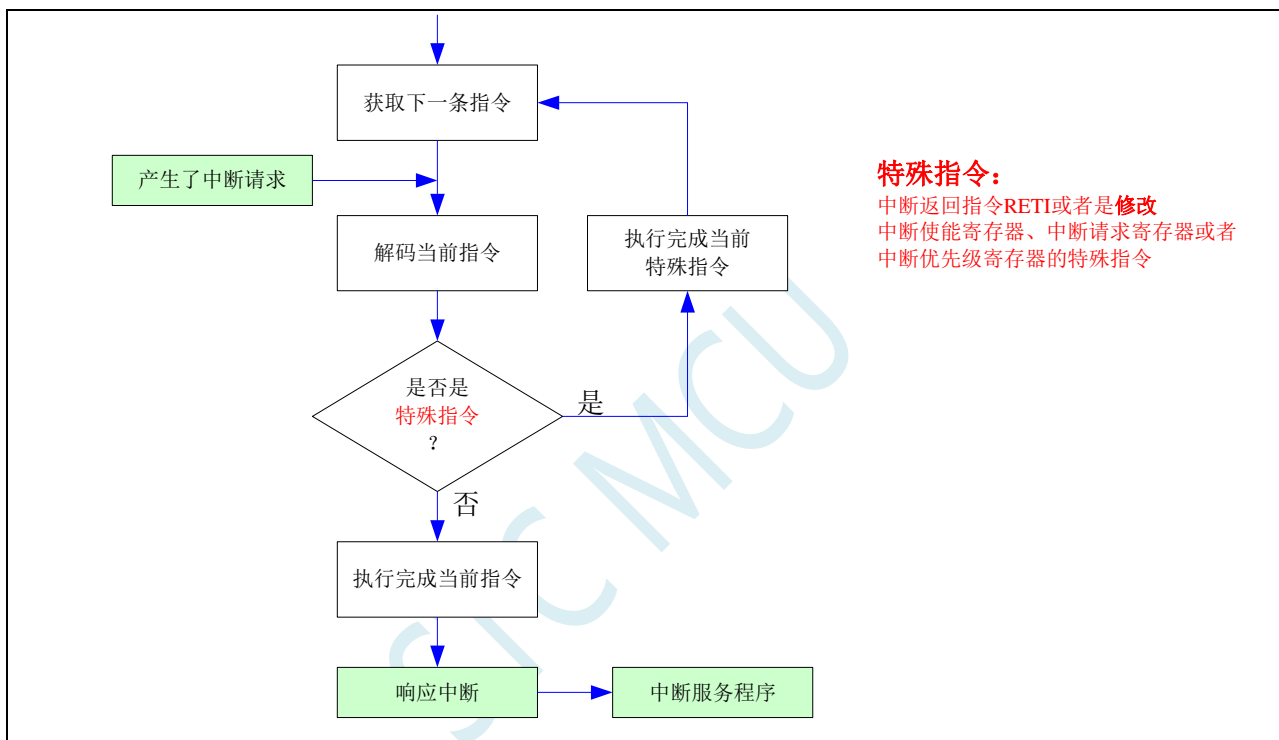 获取下一条指令
产生了中断请求
解码当前指令
执行完成当前
特殊指令
特殊指令：
中断返回指令RETI或者是修改
中断使能寄存器、中断请求寄存器或者
中断优先级寄存器的特殊指令
是否是
特殊指令
？
是
否
执行完成当前指令
响应中断
中断服务程序
STC MCU